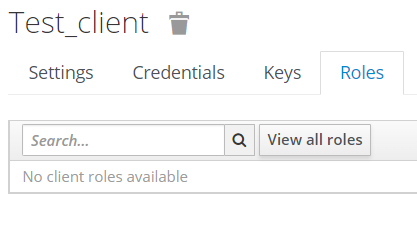 Test_client
Settings Credentials Keys Roles
Search... View all roles
No client roles available